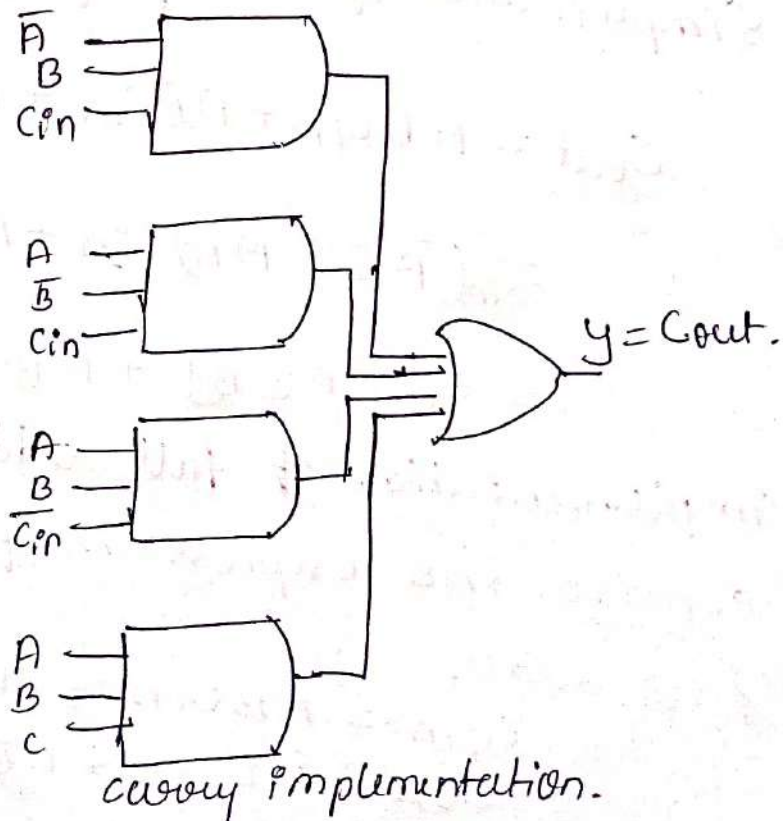 A̅
B
Cin
A
B̅
Cin
y = Cout.
A
B
C̅i̅n̅
A
B
C
carry implementation.